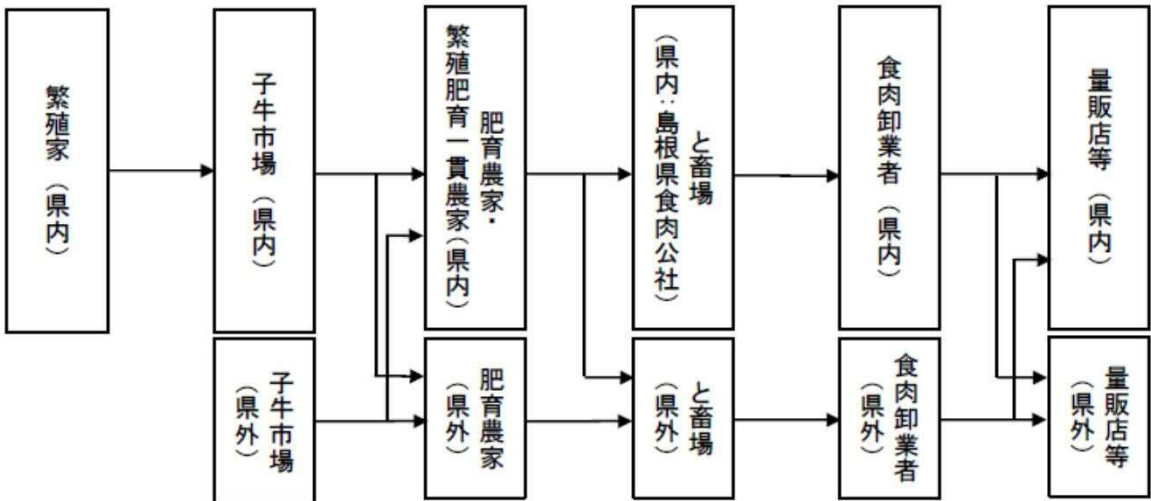 繁殖家（県内）
子牛市場（県内）
肥育農家・
繁殖肥育一貫農家（県内）
と畜場
（県内：島根県食肉公社）
食肉卸業者（県内）
量販店等（県内）
子牛市場
（県外）
肥育農家
（県外）
と畜場
（県外）
食肉卸業者
（県外）
量販店等
（県外）